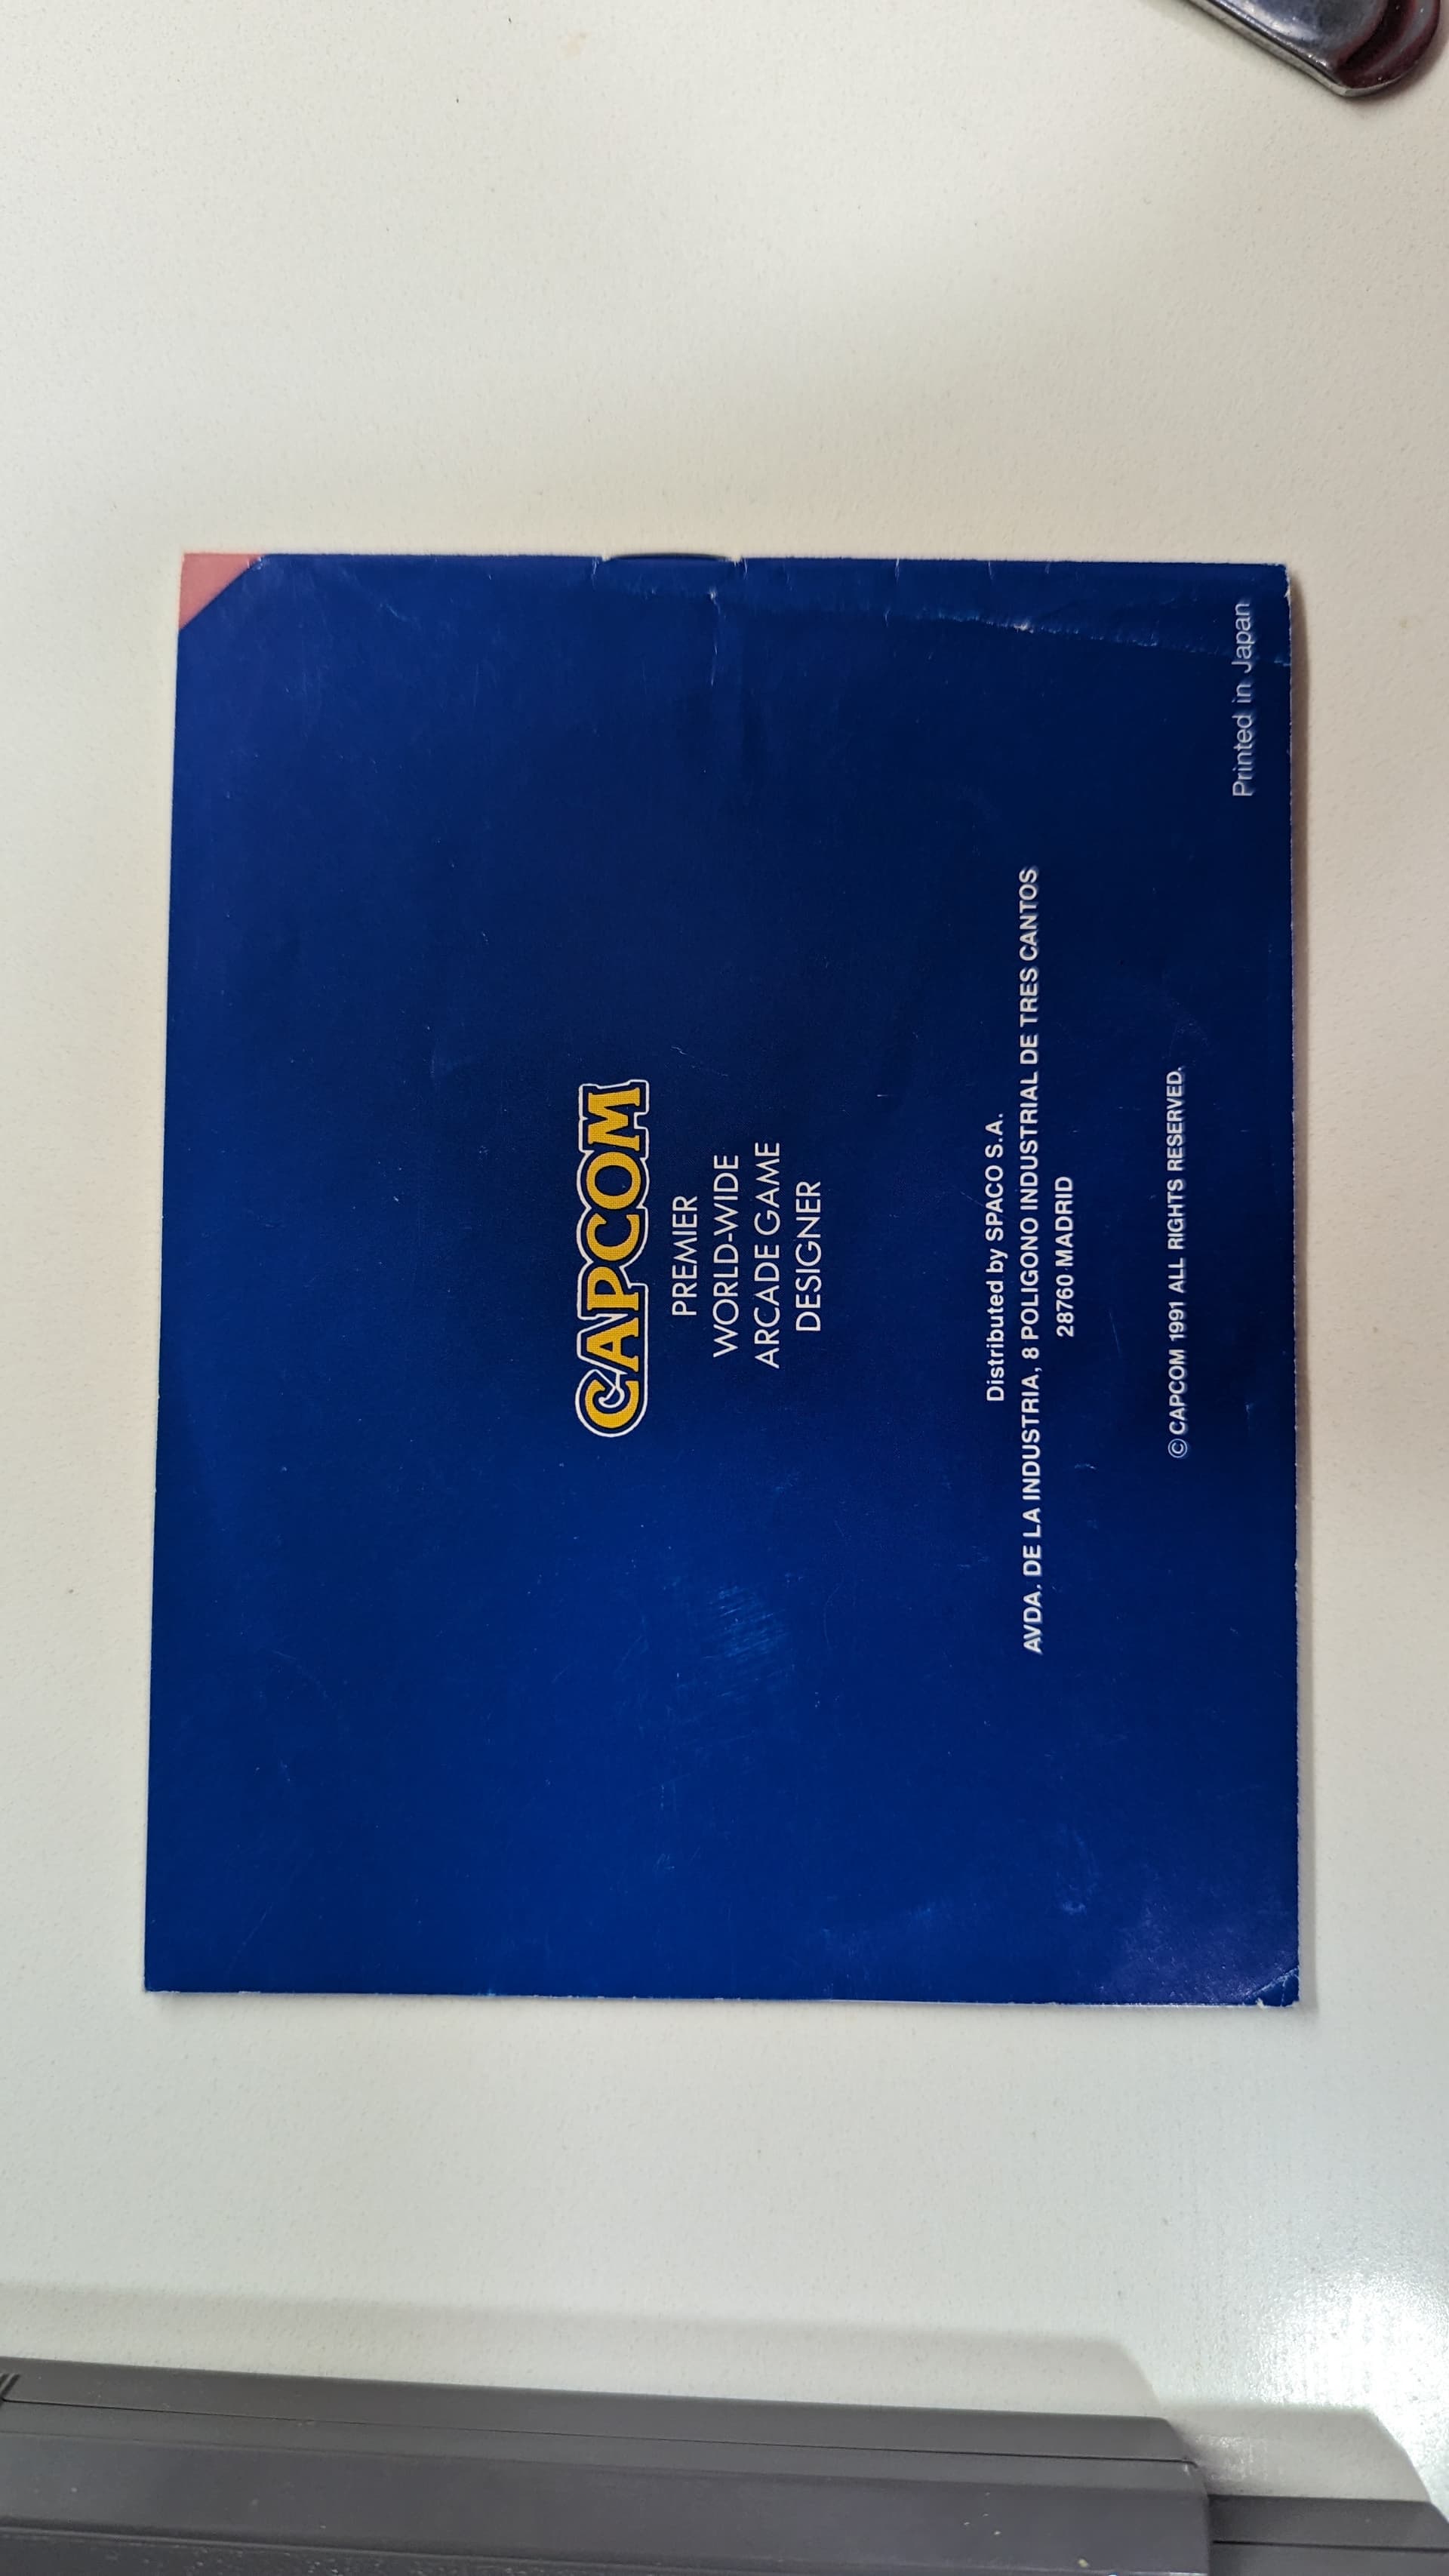 CAPCOM
PREMIER
WORLD-WIDE
ARCADE GAME
DESIGNER
Distributed by SPACO S.A.
AVDA. DE LA INDUSTRIA, 8 POLIGONO INDUSTRIAL DE TRES CANTOS
28760 MADRID
© CAPCOM 1991 ALL RIGHTS RESERVED.
Printed in Japan